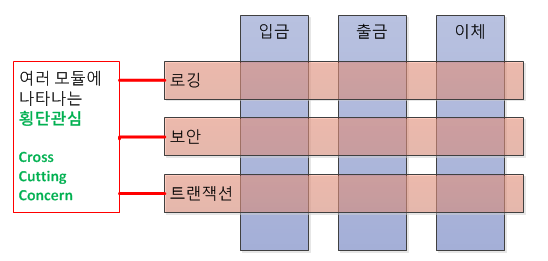 입금
출금
이체
여러 모듈에
나타나는
횡단관심
Cross
Cutting
Concern
로깅
보안
트랜잭션